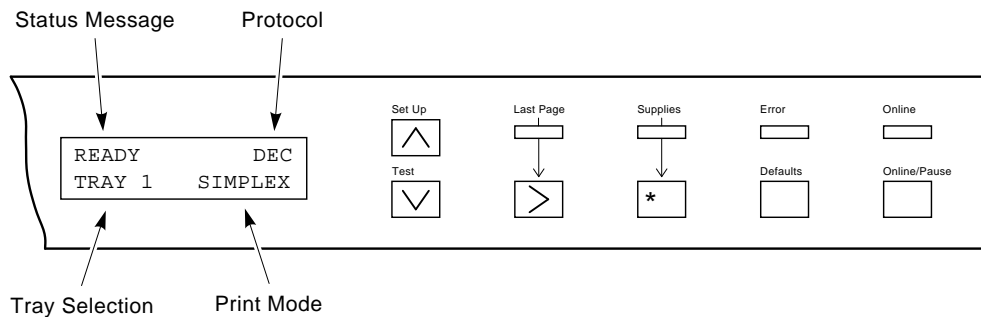 Status Message Protocol
Set Up Last Page Supplies Error Online
READY DEC
TRAY 1 SIMPLEX
Test Defaults Online/Pause
*
Tray Selection Print Mode